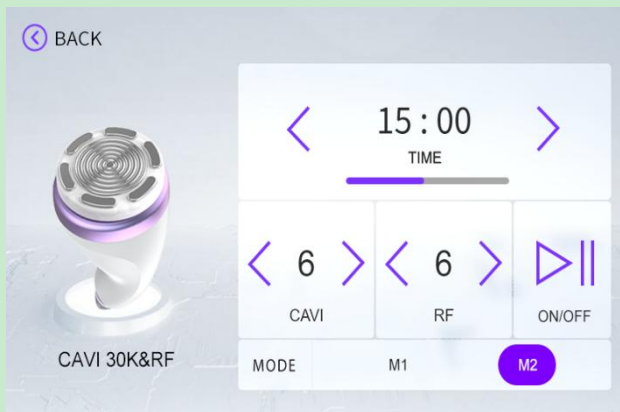 BACK
15:00
TIME
6
6
CAVI
RF
ON/OFF
CAVI 30K&RF
MODE
M1
M2